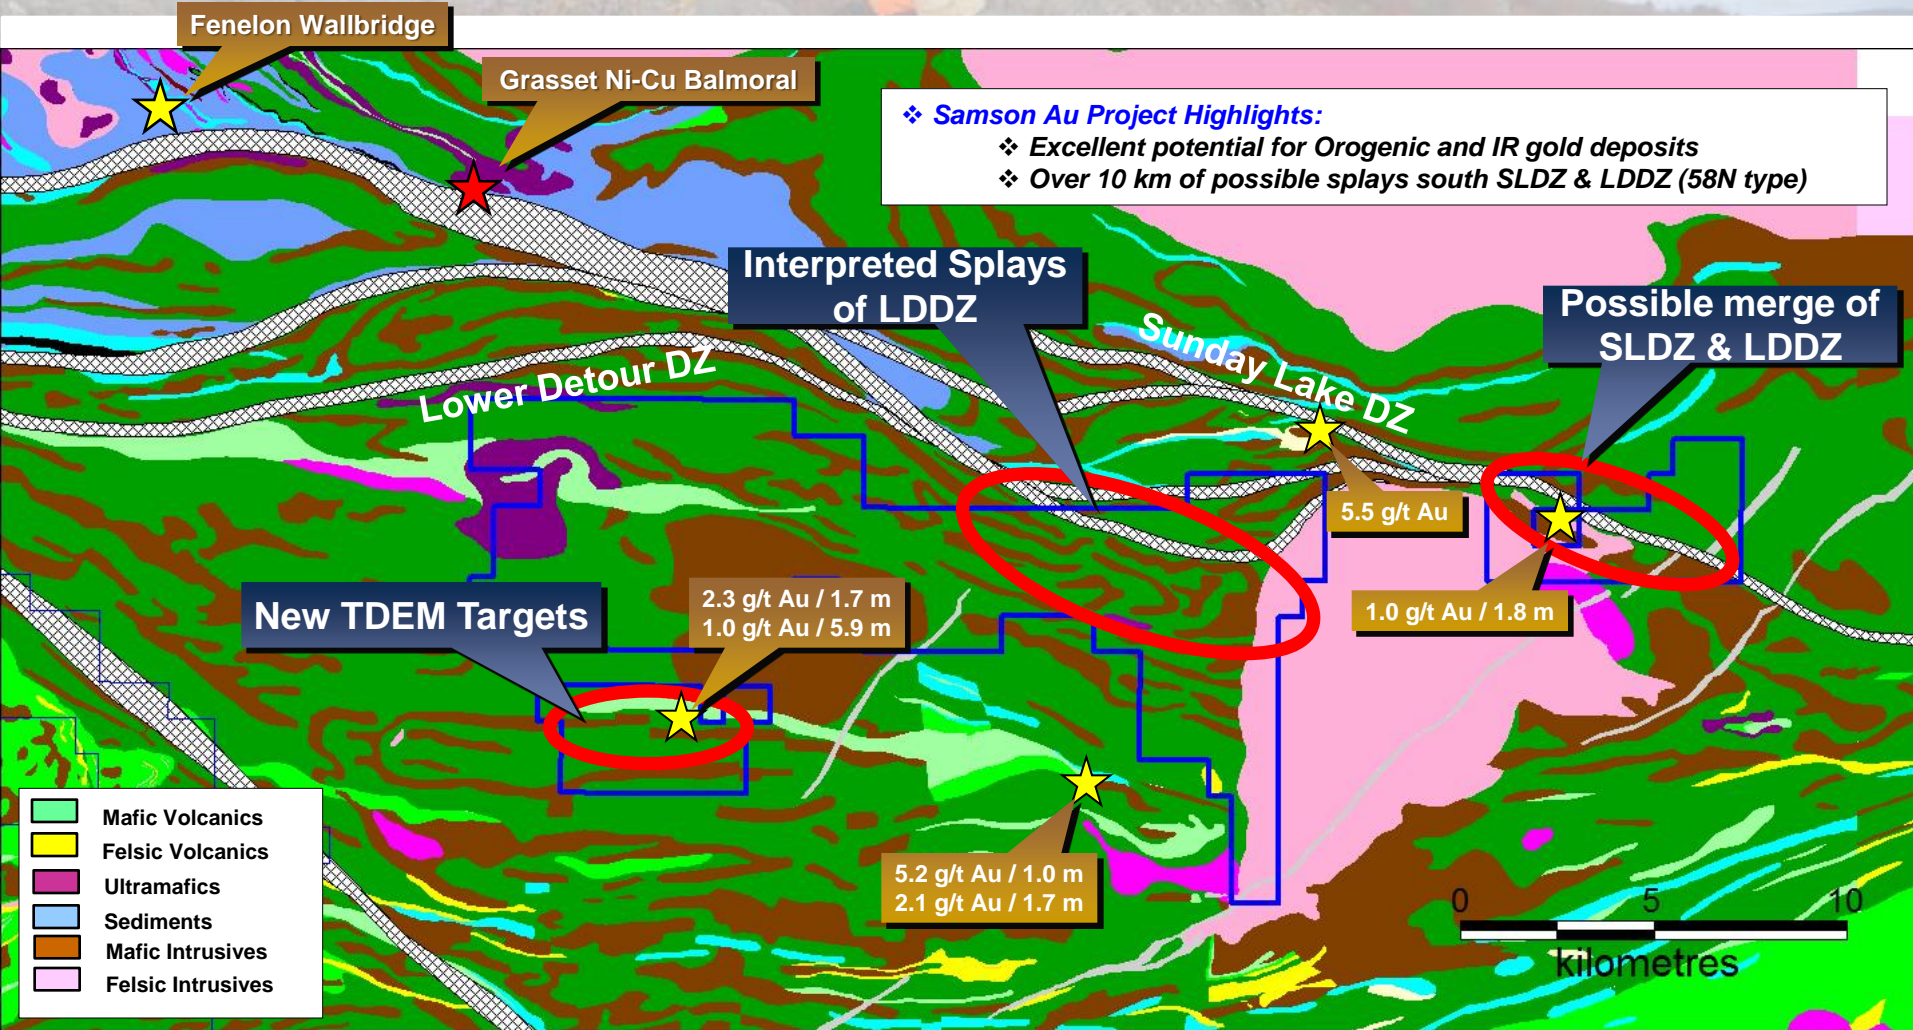 Fenelon Wallbridge
Grasset Ni-Cu Balmoral
❖ Samson Au Project Highlights:
❖ Excellent potential for Orogenic and IR gold deposits
❖ Over 10 km of possible splays south SLDZ & LDDZ (58N type)
Interpreted Splays
of LDDZ
Possible merge of
SLDZ & LDDZ
Sunday Lake DZ
Lower Detour DZ
5.5 g/t Au
1.0 g/t Au / 1.8 m
New TDEM Targets
2.3 g/t Au / 1.7 m
1.0 g/t Au / 5.9 m
5.2 g/t Au / 1.0 m
2.1 g/t Au / 1.7 m
Mafic Volcanics
Felsic Volcanics
Ultramafics
Sediments
Mafic Intrusives
Felsic Intrusives
0 5 10
kilometres